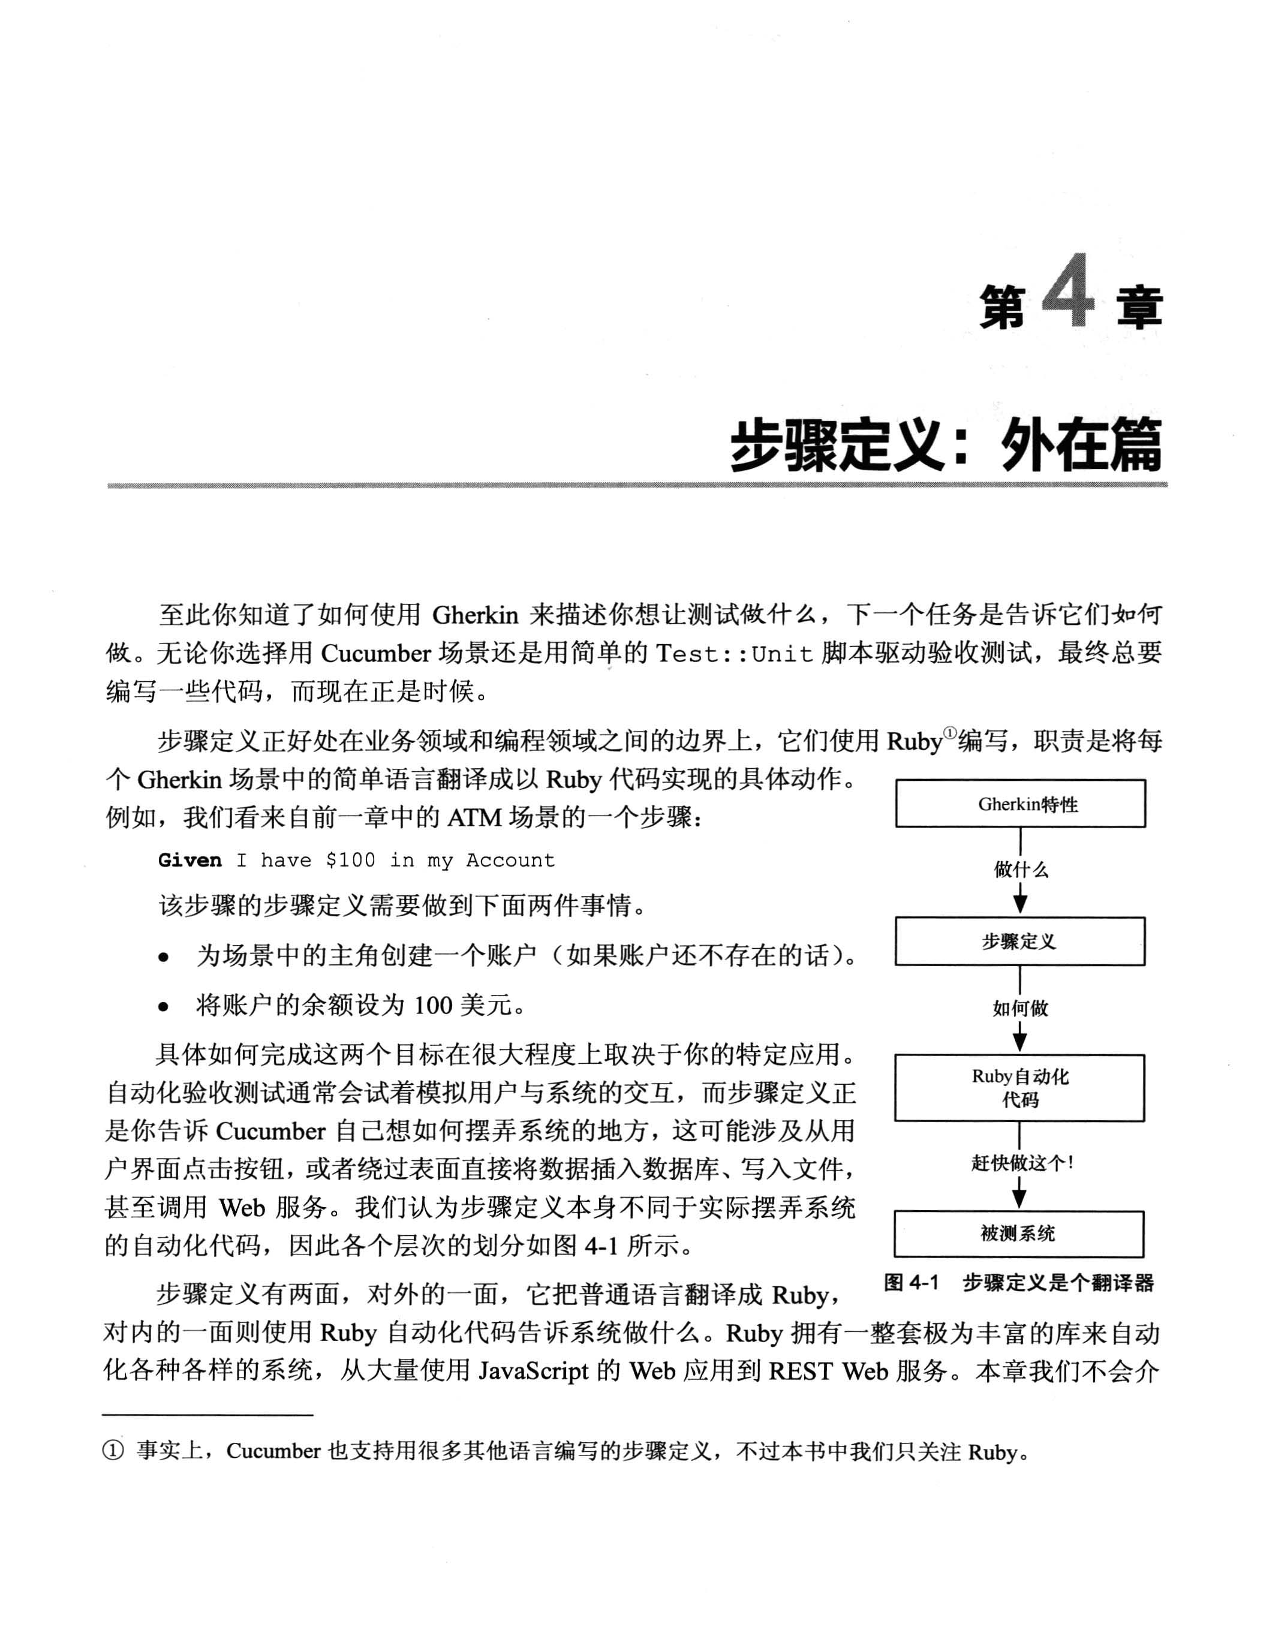 第4章
步骤定义：外在篇
至此你知道了如何使用 Gherkin 来描述你想让测试做什么，下一个任务是告诉它们如何
做。无论你选择用 Cucumber 场景还是用简单的 Test::Unit 脚本驱动验收测试，最终总要
编写一些代码，而现在正是时候。
步骤定义正好处在业务领域和编程领域之间的边界上，它们使用 Ruby①编写，职责是将每
个 Gherkin 场景中的简单语言翻译成以 Ruby 代码实现的具体动作。
例如，我们看来自前一章中的 ATM 场景的一个步骤：
Given I have $100 in my Account
该步骤的步骤定义需要做到下面两件事情。
● 为场景中的主角创建一个账户（如果账户还不存在的话）。
● 将账户的余额设为 100 美元。
具体如何完成这两个目标在很大程度上取决于你的特定应用。
自动化验收测试通常会试着模拟用户与系统的交互，而步骤定义正
是你告诉 Cucumber 自己想如何摆弄系统的地方，这可能涉及从用
户界面点击按钮，或者绕过表面直接将数据插入数据库、写入文件，
甚至调用 Web 服务。我们认为步骤定义本身不同于实际摆弄系统
的自动化代码，因此各个层次的划分如图 4-1 所示。
Gherkin特性
做什么
步骤定义
如何做
Ruby自动化
代码
赶快做这个！
被测系统
图 4-1 步骤定义是个翻译器
步骤定义有两面，对外的一面，它把普通语言翻译成 Ruby，
对内的一面则使用 Ruby 自动化代码告诉系统做什么。Ruby 拥有一整套极为丰富的库来自动
化各种各样的系统，从大量使用 JavaScript 的 Web 应用到 REST Web 服务。本章我们不会介
① 事实上，Cucumber 也支持用很多其他语言编写的步骤定义，不过本书中我们只关注 Ruby。